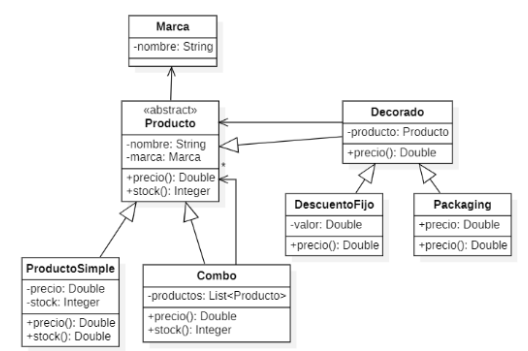 Marca
-nombre: String
«abstract»
Producto
-nombre: String
-marca: Marca
+precio(): Double
+stock(): Integer
*
Decorado
-producto: Producto
+precio(): Double
DescuentoFijo
-valor: Double
+precio(): Double
Packaging
+precio: Double
+precio(): Double
ProductoSimple
-precio: Double
-stock: Integer
+precio(): Double
+stock(): Double
Combo
-productos: List<Producto>
+precio(): Double
+stock(): Integer